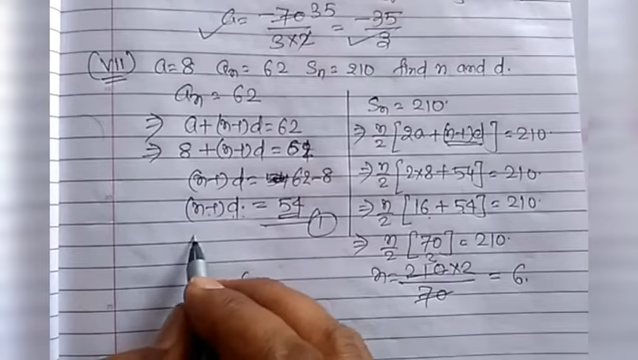 a = -70 35 / 3×2 = -35 / 3
(VII) a=8 an = 62 Sn = 210 find n and d.
an = 62
⇒ a+(n-1)d = 62
⇒ 8+(n-1)d = 62
(n-1)d = 62-8
(n-1)d = 54 ①
Sn = 210
⇒ n/2 [2a+(n-1)d] = 210
⇒ n/2 [2×8+54] = 210
⇒ n/2 [16+54] = 210
⇒ n/2 [70] = 210
n = 210×2 / 70 = 6